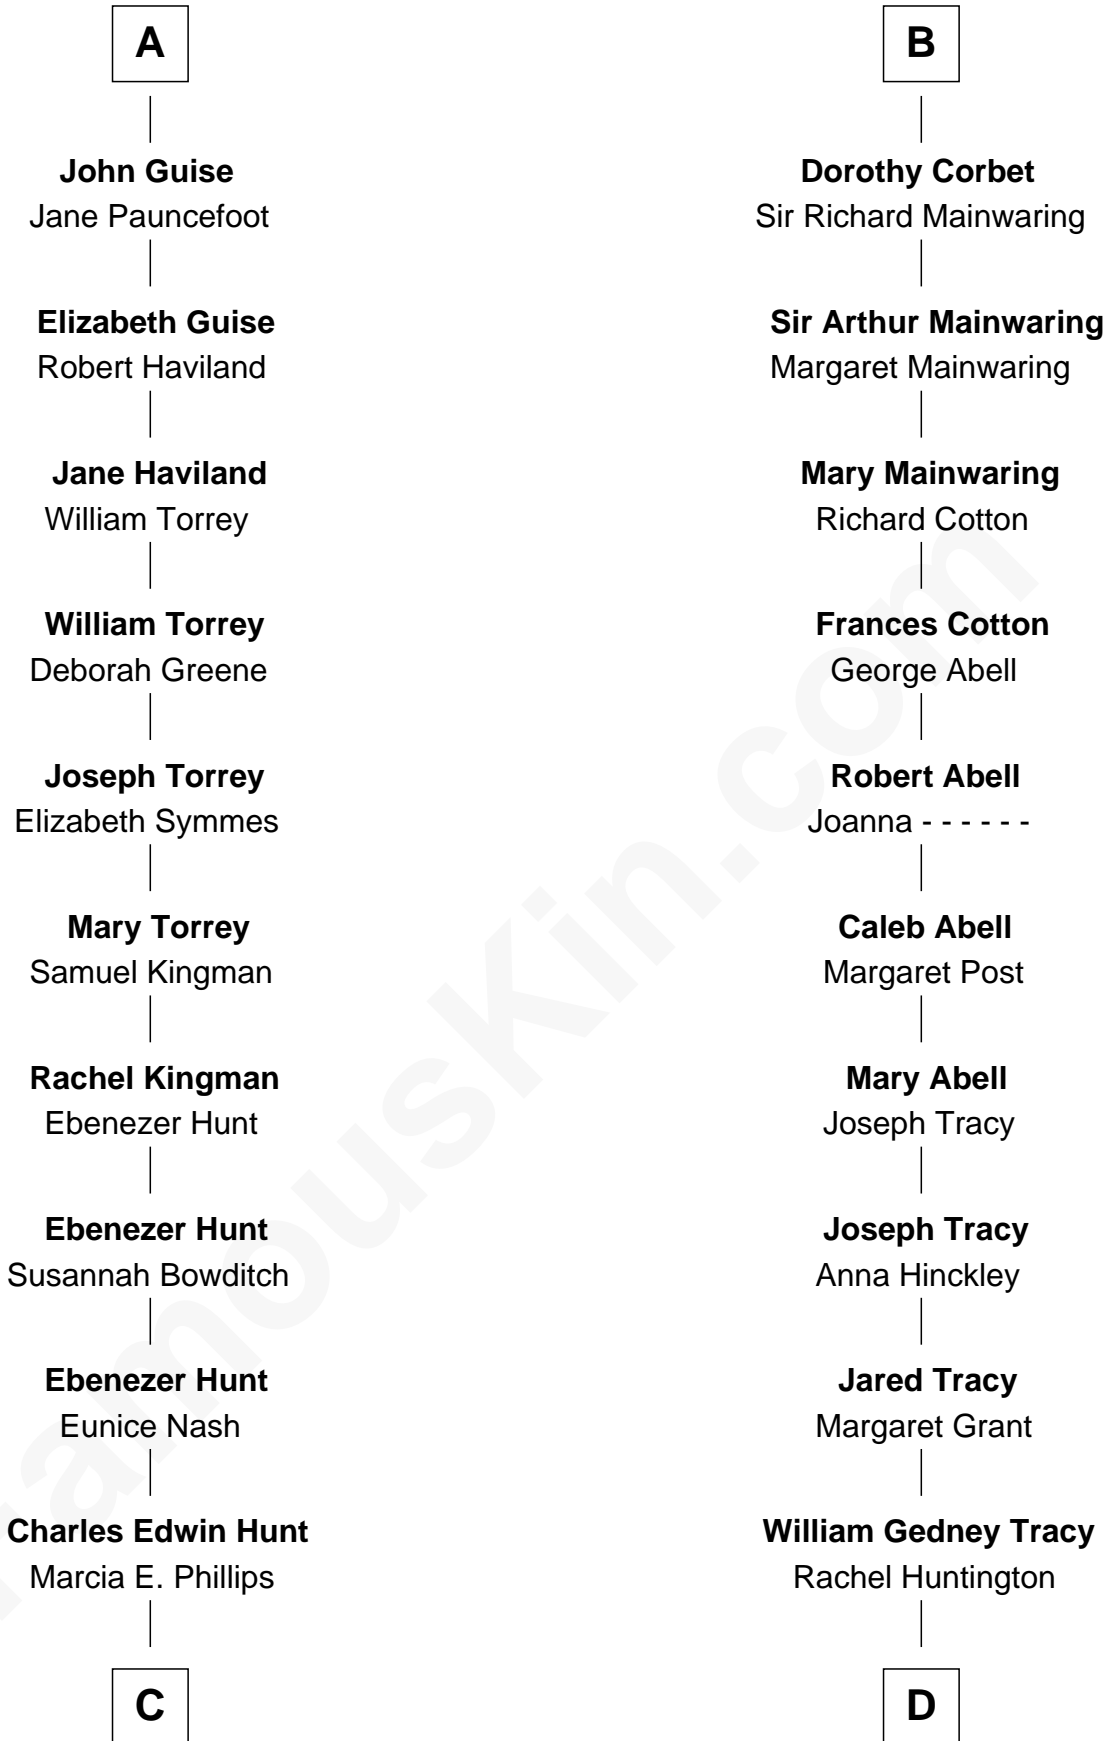 A
John Guise
Jane Pauncefoot
Elizabeth Guise
Robert Haviland
Jane Haviland
William Torrey
William Torrey
Deborah Greene
Joseph Torrey
Elizabeth Symmes
Mary Torrey
Samuel Kingman
Rachel Kingman
Ebenezer Hunt
Ebenezer Hunt
Susannah Bowditch
Ebenezer Hunt
Eunice Nash
Charles Edwin Hunt
Marcia E. Phillips
C
B
Dorothy Corbet
Sir Richard Mainwaring
Sir Arthur Mainwaring
Margaret Mainwaring
Mary Mainwaring
Richard Cotton
Frances Cotton
George Abell
Robert Abell
Joanna - - - - - -
Caleb Abell
Margaret Post
Mary Abell
Joseph Tracy
Joseph Tracy
Anna Hinckley
Jared Tracy
Margaret Grant
William Gedney Tracy
Rachel Huntington
D
FamousKin.com